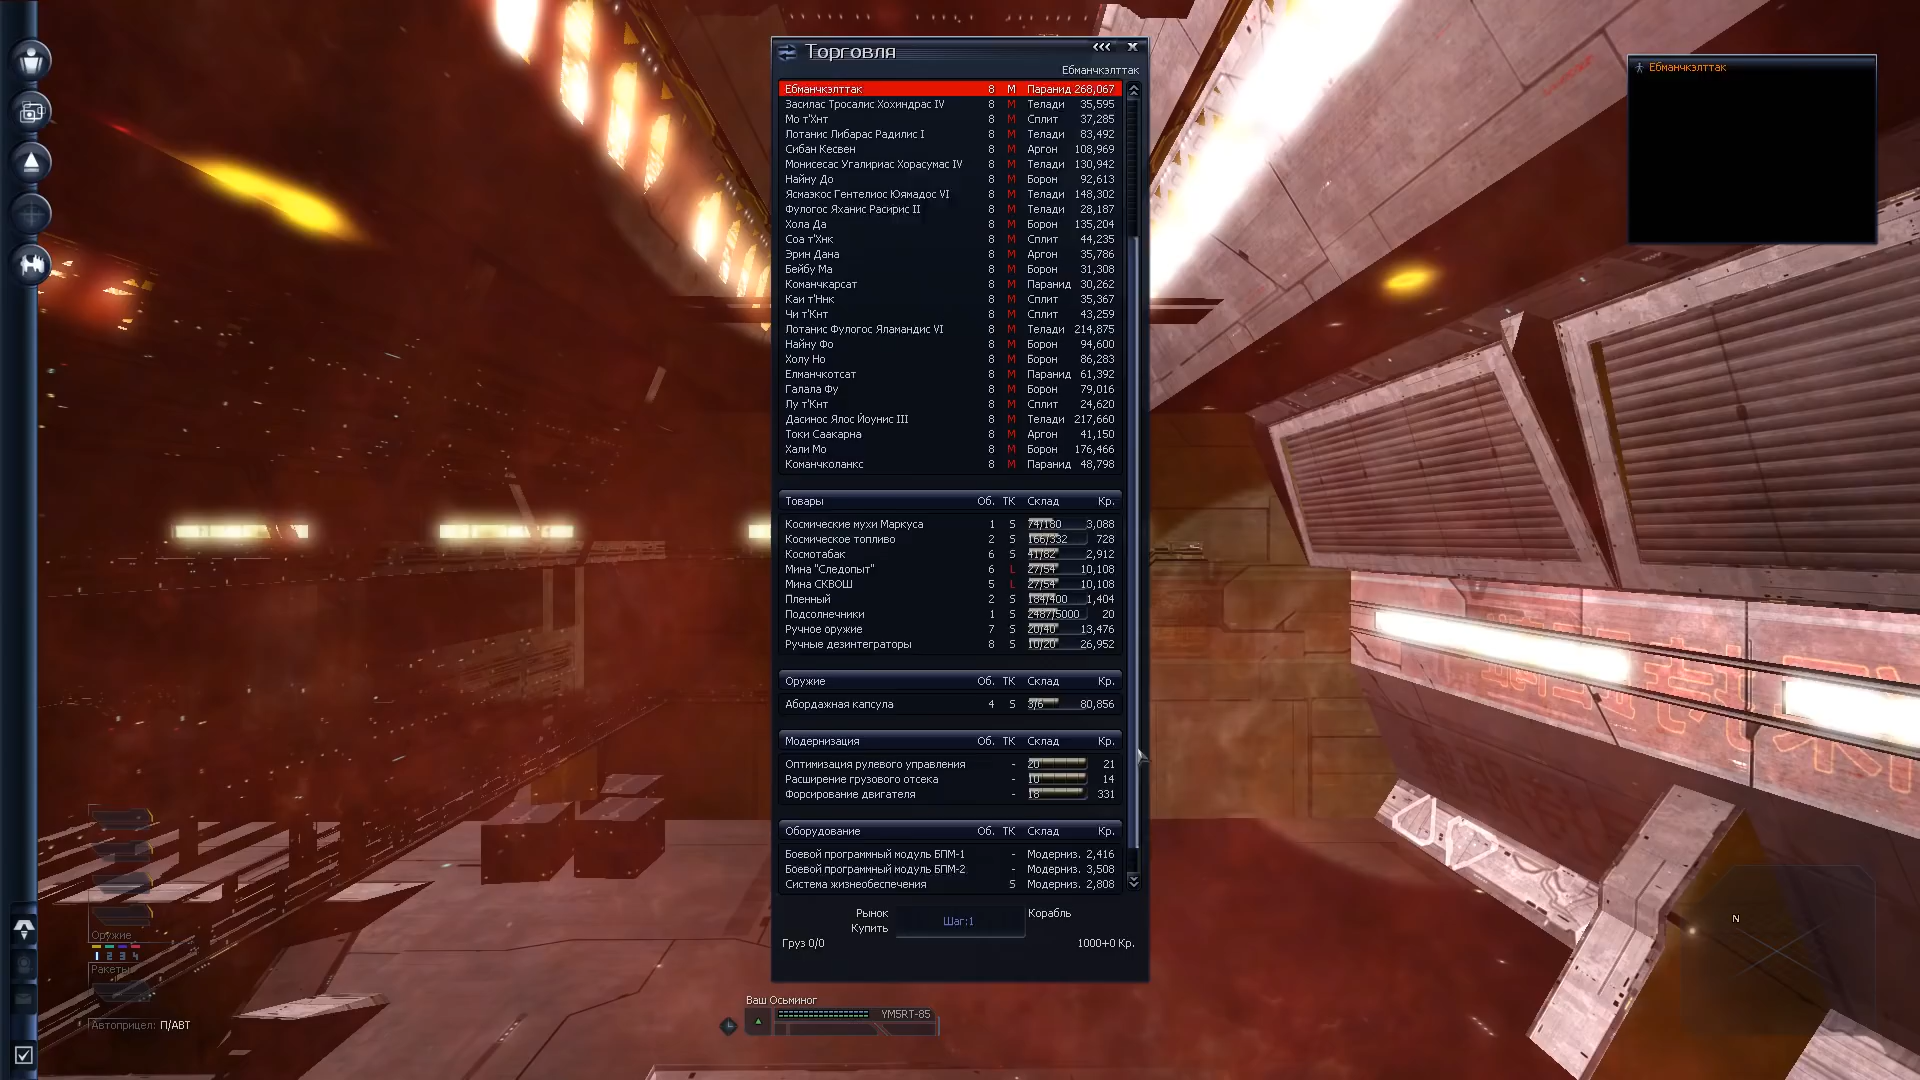 Торговля
Ебманчкэлттак
Ебманчкэлттак 8 M Паранид 268,067
Засилас Тросалис Хохиндрас IV 8 M Телади 35,595
Мо т'Хнт 8 M Сплит 37,285
Лотанис Либарас Радилис I 8 M Телади 83,492
Сибан Кесвен 8 M Аргон 108,969
Монисесас Угалириас Хорасумас IV 8 M Телади 130,942
Найну До 8 M Борон 92,613
Ясмаэкос Гентелиос Юямадос VI 8 M Телади 148,302
Фулогос Яханис Расирис II 8 M Телади 28,187
Хола Да 8 M Борон 135,204
Соа т'Хнк 8 M Сплит 44,235
Эрин Дана 8 M Аргон 35,786
Бейбу Ма 8 M Борон 31,308
Команчкарсат 8 M Паранид 30,262
Каи т'Ннк 8 M Сплит 35,367
Чи т'Кнт 8 M Сплит 43,259
Лотанис Фулогос Яламандис VI 8 M Телади 214,875
Найну Фо 8 M Борон 94,600
Холу Но 8 M Борон 86,283
Елманчкотсат 8 M Паранид 61,392
Галала Фу 8 M Борон 79,016
Лу т'Кнт 8 M Сплит 24,620
Дасинос Ялос Йоунис III 8 M Телади 217,660
Токи Саакарна 8 M Аргон 41,150
Хали Мо 8 M Борон 176,466
Команчколанкс 8 M Паранид 48,798
Товары Об. ТК Склад Кр.
Космические мухи Маркуса 1 S 74/180 3,088
Космическое топливо 2 S 166/332 728
Космотабак 6 S 41/82 2,912
Мина "Следопыт" 6 L 27/54 10,108
Мина СКВОШ 5 L 27/54 10,108
Пленный 2 S 184/400 1,404
Подсолнечники 1 S 2487/5000 20
Ручное оружие 7 S 20/40 13,476
Ручные дезинтеграторы 8 S 10/20 26,952
Оружие Об. ТК Склад Кр.
Абордажная капсула 4 S 3/6 80,856
Модернизация Об. ТК Склад Кр.
Оптимизация рулевого управления - 20 21
Расширение грузового отсека - 10 14
Форсирование двигателя - 18 331
Оборудование Об. ТК Склад Кр.
Боевой программный модуль БПМ-1 - Модерниз. 2,416
Боевой программный модуль БПМ-2 - Модерниз. 3,508
Система жизнеобеспечения S Модерниз. 2,808
Рынок Корабль
Купить Шаг:1
Груз 0/0 1000+0 Кр.
Ебманчкэлттак
Оружие
1 2 3 4
Ракеты
Автоприцел: П/АВТ
Ваш Осьминог
YM5RT-85
N